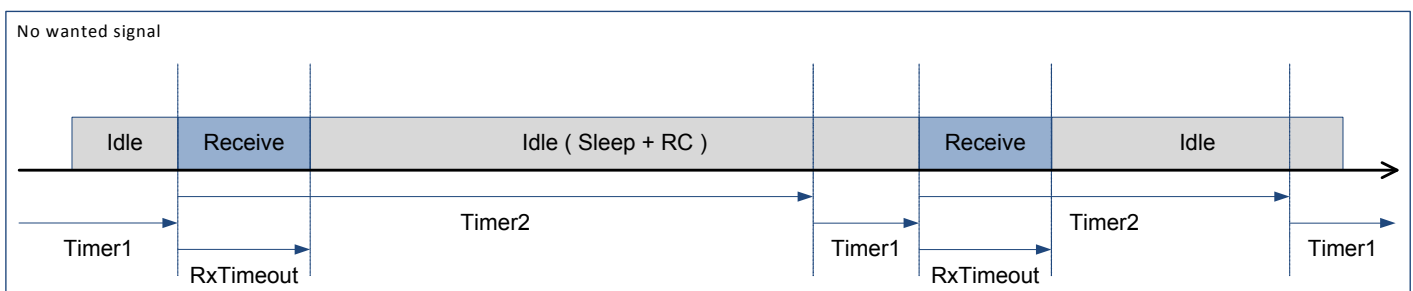 No wanted signal
Idle Receive Idle ( Sleep + RC ) Receive Idle
Timer2 Timer2
Timer1 Timer1 Timer1
RxTimeout RxTimeout